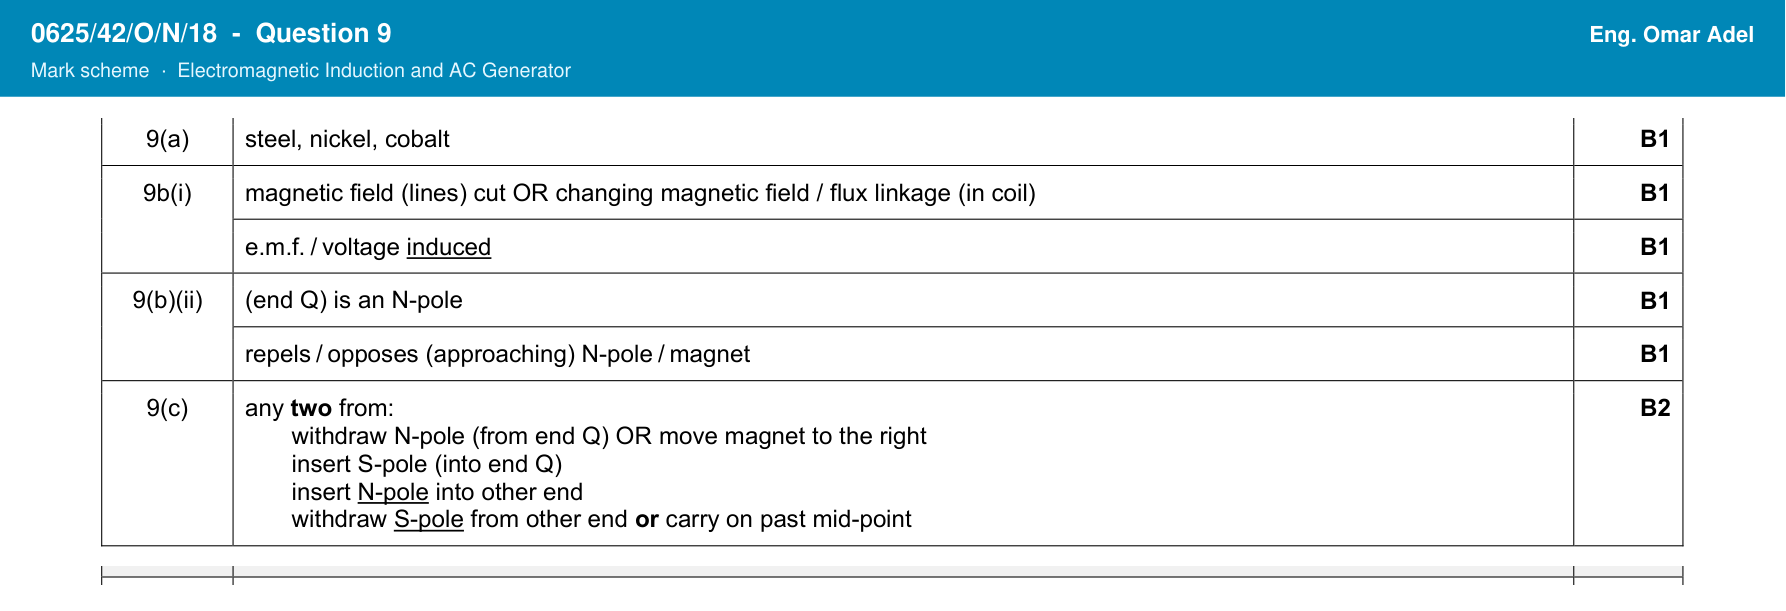 0625/42/O/N/18 - Question 9
Eng. Omar Adel
Mark scheme · Electromagnetic Induction and AC Generator
9(a) steel, nickel, cobalt B1
9b(i) magnetic field (lines) cut OR changing magnetic field / flux linkage (in coil) B1
e.m.f. / voltage induced B1
9(b)(ii) (end Q) is an N-pole B1
repels / opposes (approaching) N-pole / magnet B1
9(c) any two from: B2
withdraw N-pole (from end Q) OR move magnet to the right
insert S-pole (into end Q)
insert N-pole into other end
withdraw S-pole from other end or carry on past mid-point